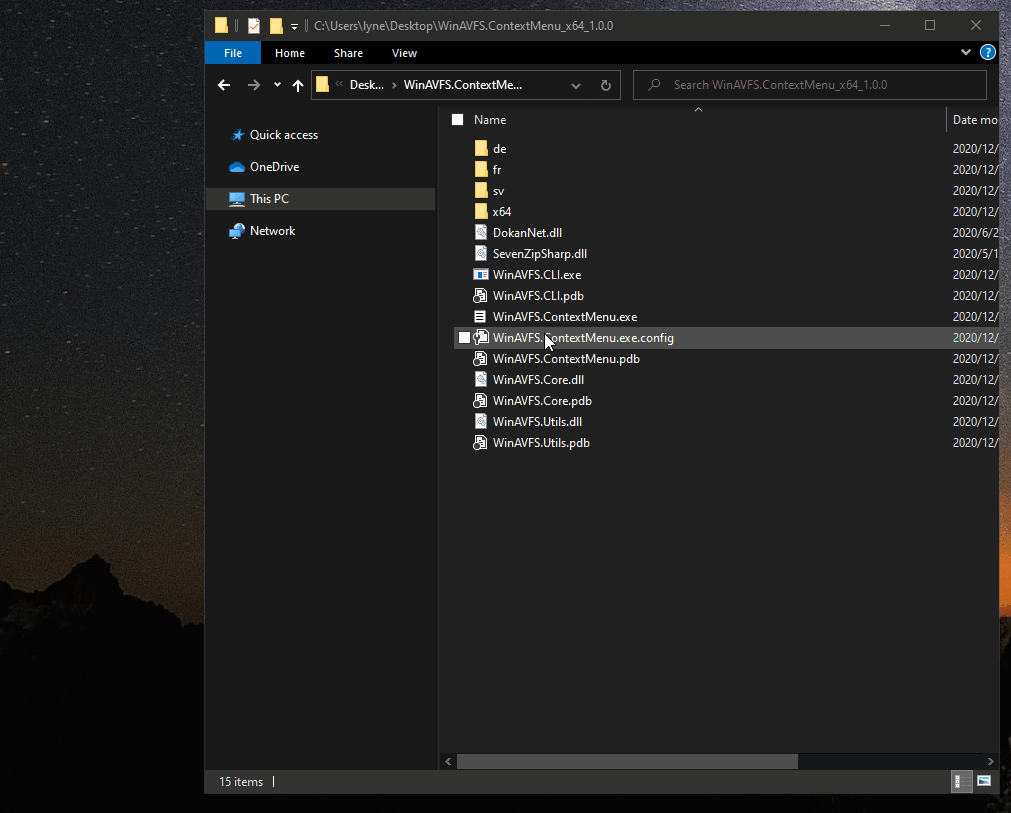 C:\Users\lyne\Desktop\WinAVFS.ContextMenu_x64_1.0.0
File Home Share View
« Desk... › WinAVFS.ContextMe... Search WinAVFS.ContextMenu_x64_1.0.0
Quick access
OneDrive
This PC
Network
Name Date mo
de 2020/12/
fr 2020/12/
sv 2020/12/
x64 2020/12/
DokanNet.dll 2020/6/2
SevenZipSharp.dll 2020/5/1
WinAVFS.CLI.exe 2020/12/
WinAVFS.CLI.pdb 2020/12/
WinAVFS.ContextMenu.exe 2020/12/
WinAVFS.ContextMenu.exe.config 2020/12/
WinAVFS.ContextMenu.pdb 2020/12/
WinAVFS.Core.dll 2020/12/
WinAVFS.Core.pdb 2020/12/
WinAVFS.Utils.dll 2020/12/
WinAVFS.Utils.pdb 2020/12/
15 items